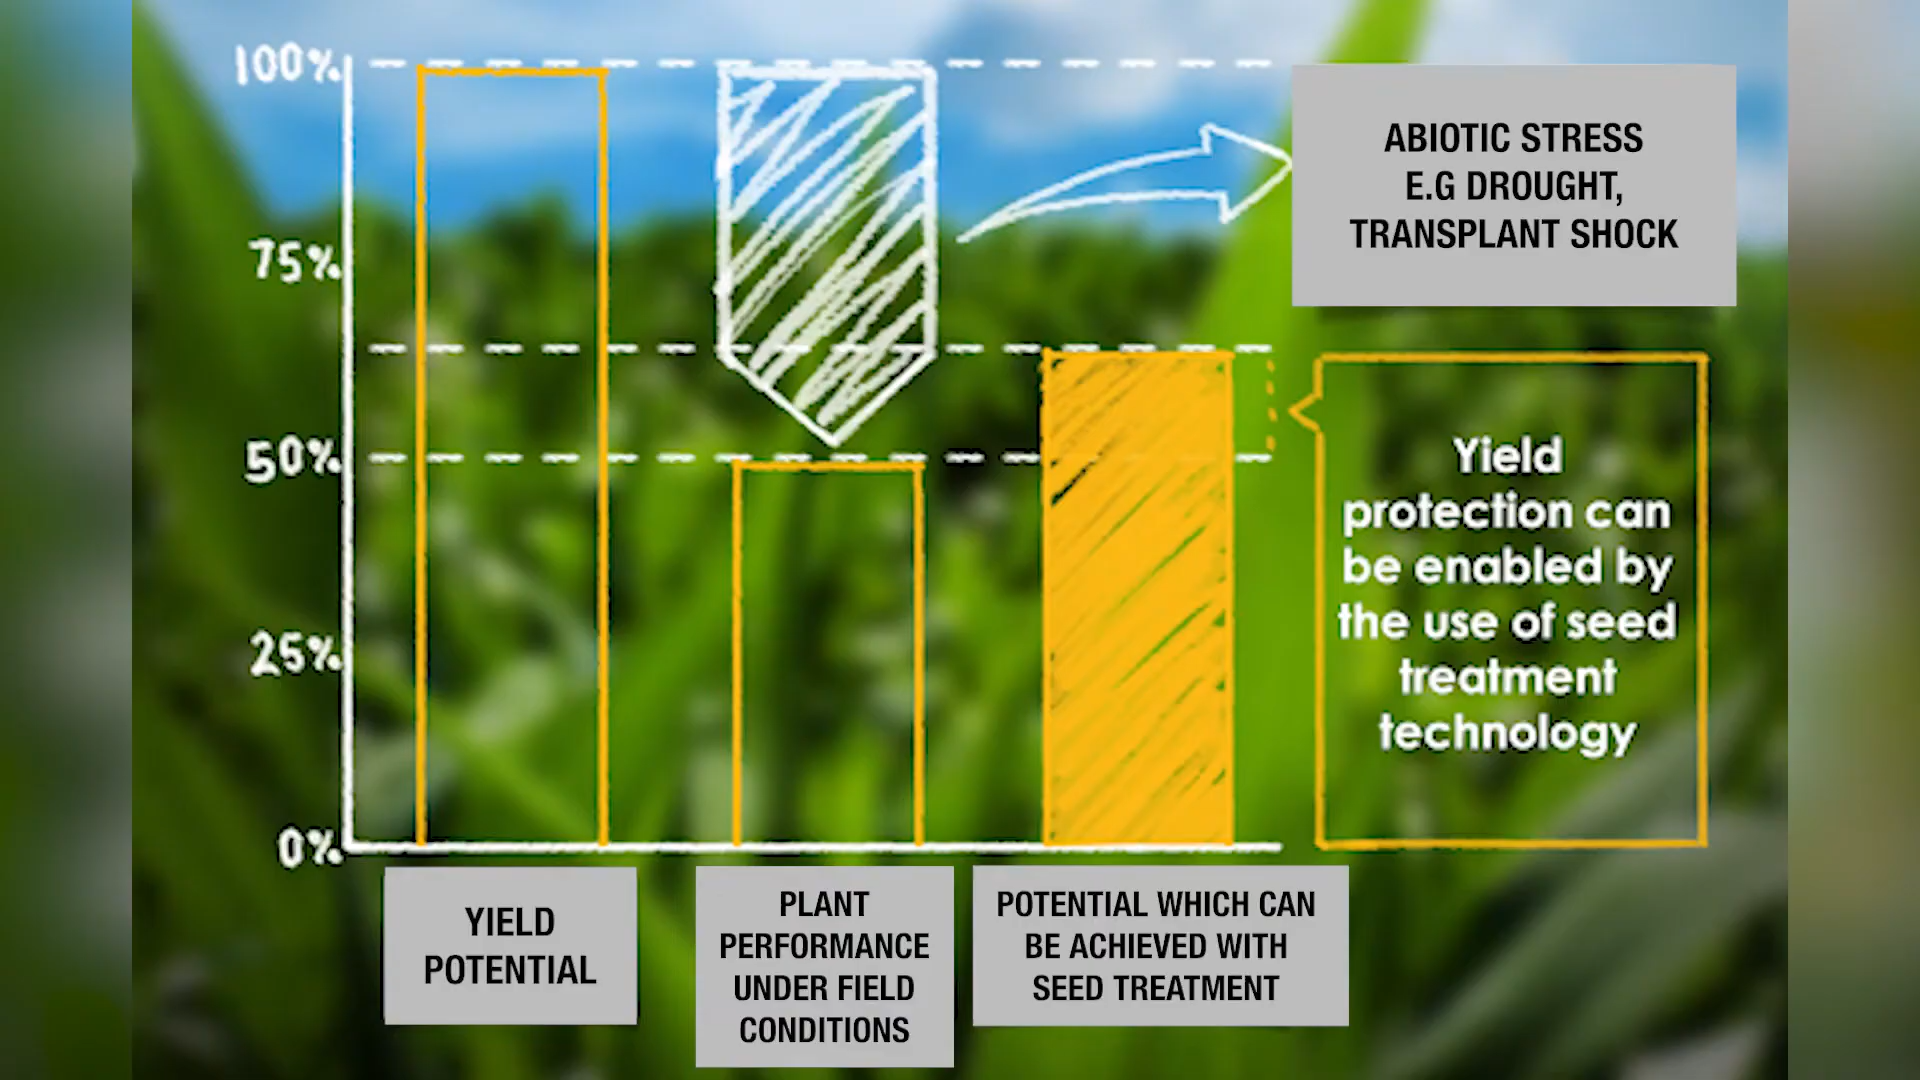 100%
75%
50%
25%
0%
ABIOTIC STRESS
E.G DROUGHT,
TRANSPLANT SHOCK
Yield
protection can
be enabled by
the use of seed
treatment
technology
YIELD
POTENTIAL
PLANT
PERFORMANCE
UNDER FIELD
CONDITIONS
POTENTIAL WHICH CAN
BE ACHIEVED WITH
SEED TREATMENT